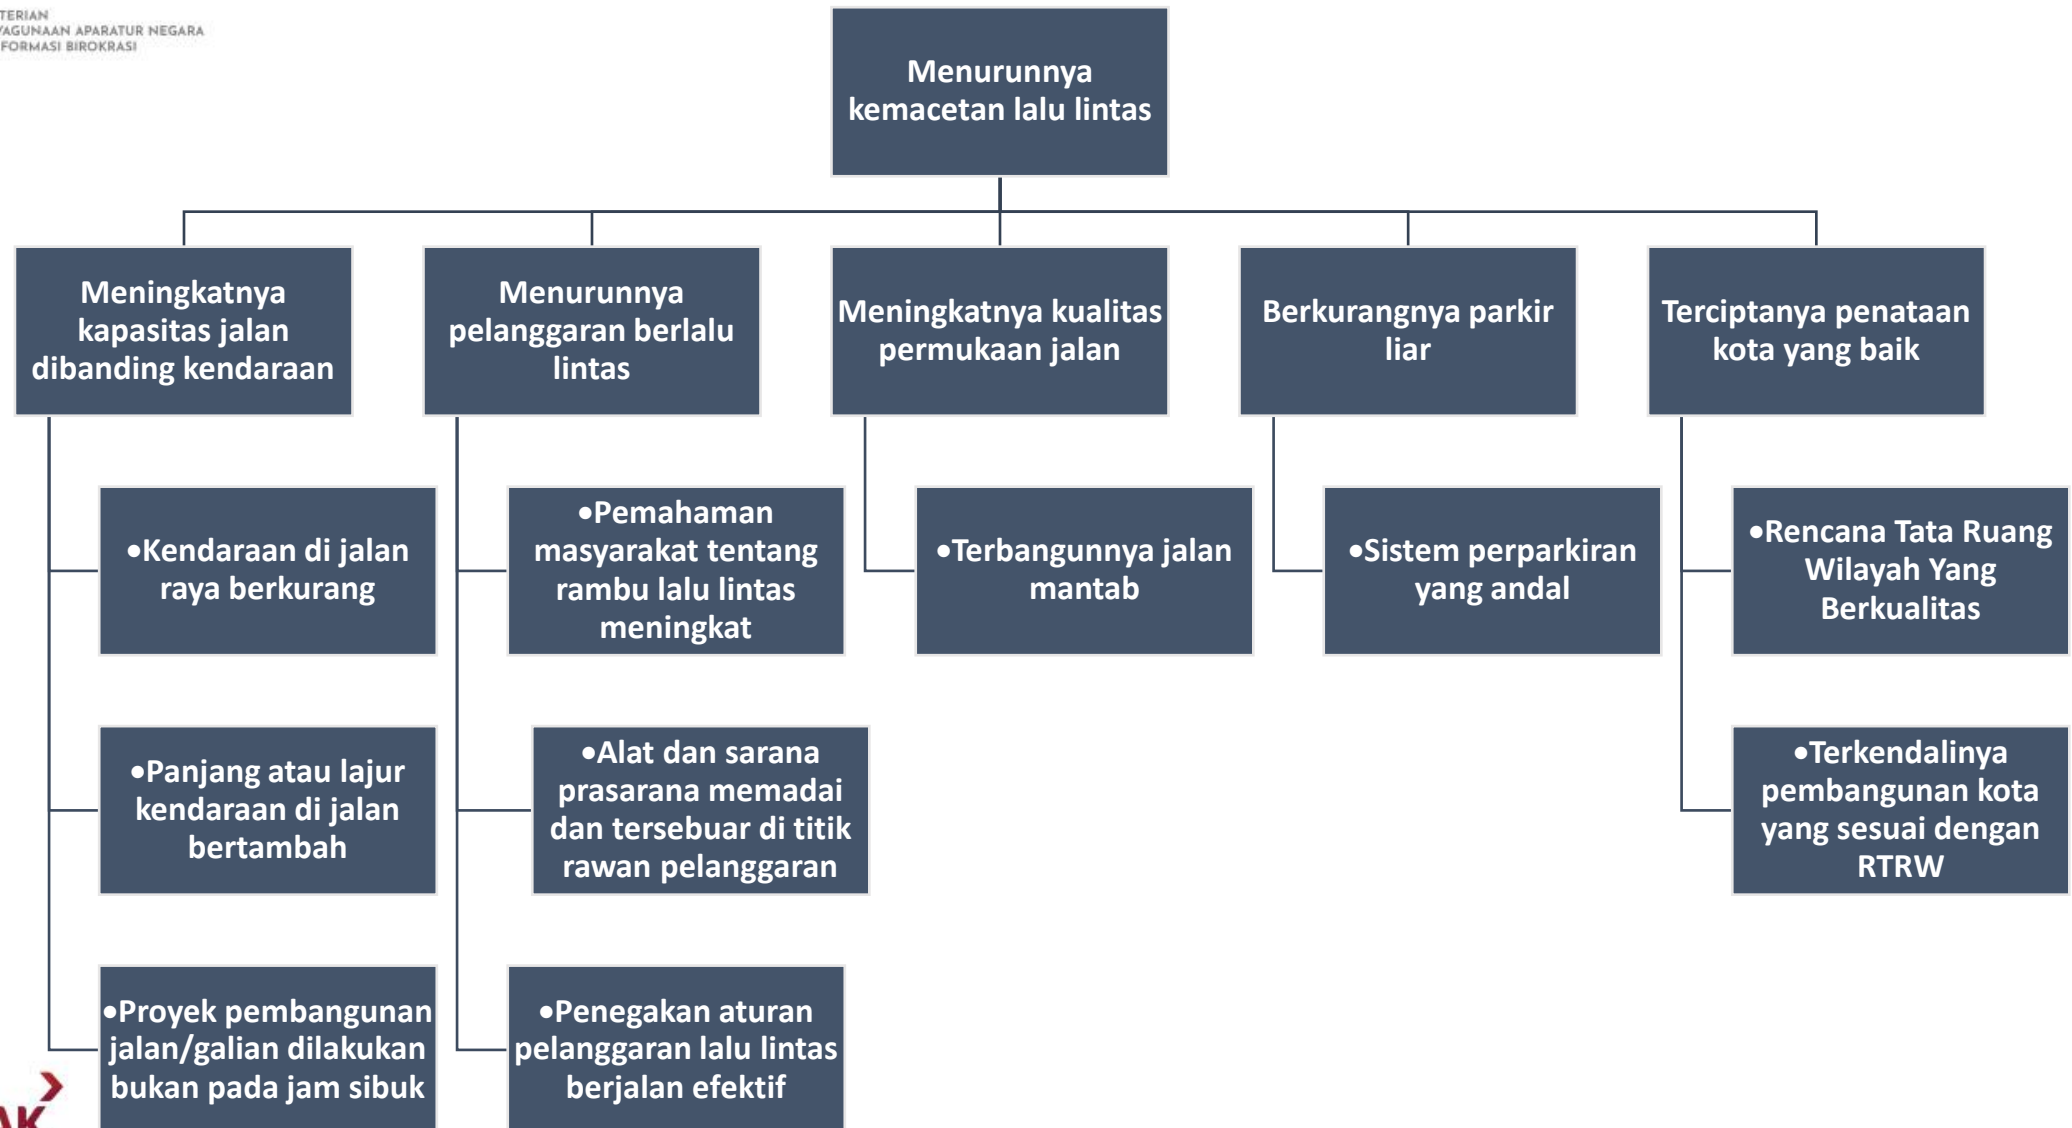 TERIAN
YAGUNAAN APARATUR NEGARA
FORMASI BIROKRASI
Menurunnya
kemacetan lalu lintas
Meningkatnya
kapasitas jalan
dibanding kendaraan
Menurunnya
pelanggaran berlalu
lintas
Meningkatnya kualitas
permukaan jalan
Berkurangnya parkir
liar
Terciptanya penataan
kota yang baik
•Kendaraan di jalan
raya berkurang
•Pemahaman
masyarakat tentang
rambu lalu lintas
meningkat
•Terbangunnya jalan
mantab
•Sistem perparkiran
yang andal
•Rencana Tata Ruang
Wilayah Yang
Berkualitas
•Panjang atau lajur
kendaraan di jalan
bertambah
•Alat dan sarana
prasarana memadai
dan tersebuar di titik
rawan pelanggaran
•Terkendalinya
pembangunan kota
yang sesuai dengan
RTRW
•Proyek pembangunan
jalan/galian dilakukan
bukan pada jam sibuk
•Penegakan aturan
pelanggaran lalu lintas
berjalan efektif